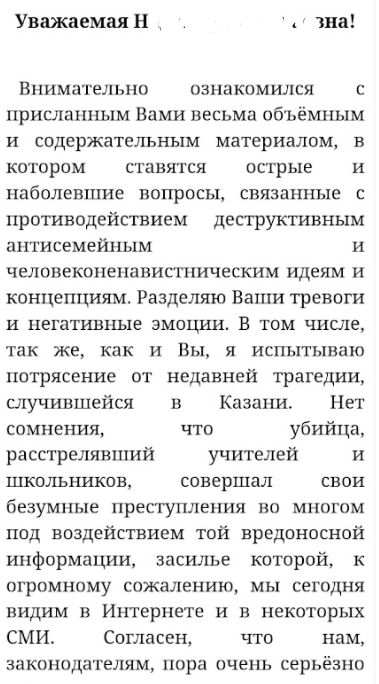 Уважаемая Н вна!
Внимательно ознакомился с
присланным Вами весьма объёмным
и содержательным материалом, в
котором ставятся острые и
наболевшие вопросы, связанные с
противодействием деструктивным
антисемейным и
человеконенавистническим идеям и
концепциям. Разделяю Ваши тревоги
и негативные эмоции. В том числе,
так же, как и Вы, я испытываю
потрясение от недавней трагедии,
случившейся в Казани. Нет
сомнения, что убийца,
расстрелявший учителей и
школьников, совершал свои
безумные преступления во многом
под воздействием той вредоносной
информации, засилье которой, к
огромному сожалению, мы сегодня
видим в Интернете и в некоторых
СМИ. Согласен, что нам,
законодателям, пора очень серьёзно